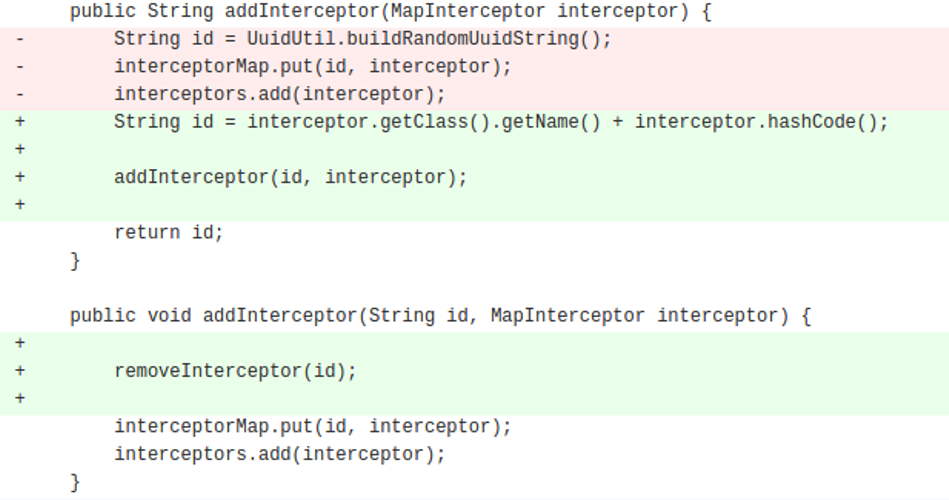 public String addInterceptor(MapInterceptor interceptor) {
- String id = UuidUtil.buildRandomUuidString();
- interceptorMap.put(id, interceptor);
- interceptors.add(interceptor);
+ String id = interceptor.getClass().getName() + interceptor.hashCode();
+
+ addInterceptor(id, interceptor);
+
return id;
}
public void addInterceptor(String id, MapInterceptor interceptor) {
+
+ removeInterceptor(id);
+
interceptorMap.put(id, interceptor);
interceptors.add(interceptor);
}